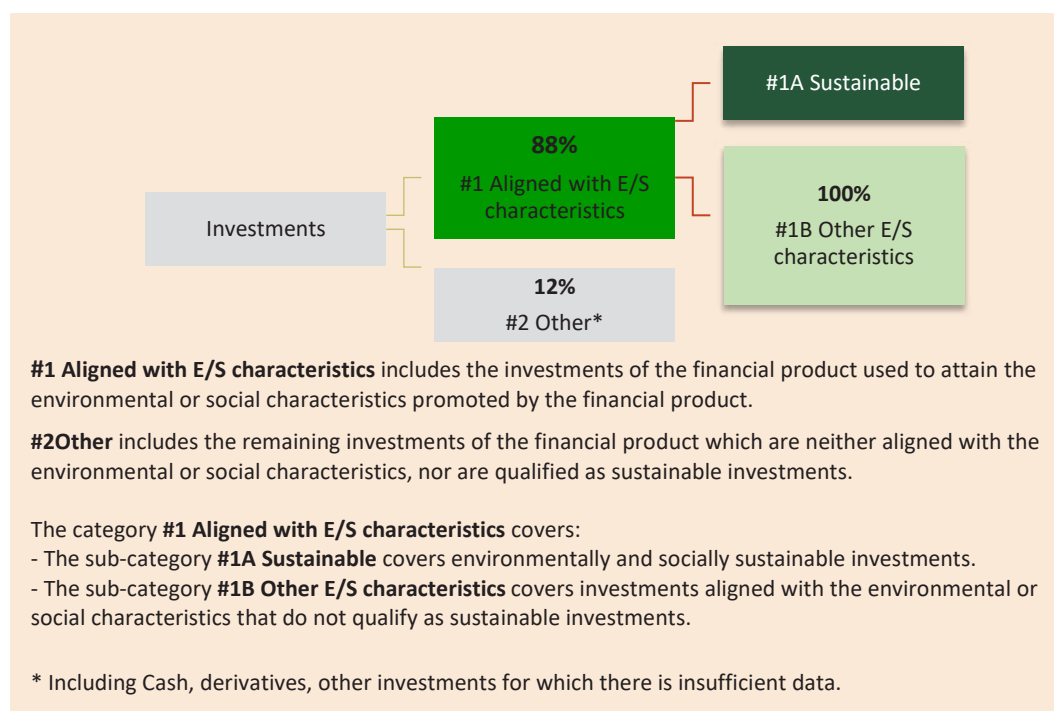 #1A Sustainable
88%
#1 Aligned with E/S
characteristics
100%
#1B Other E/S
characteristics
Investments
12%
#2 Other*
#1 Aligned with E/S characteristics includes the investments of the financial product used to attain the
environmental or social characteristics promoted by the financial product.
#2Other includes the remaining investments of the financial product which are neither aligned with the
environmental or social characteristics, nor are qualified as sustainable investments.
The category #1 Aligned with E/S characteristics covers:
- The sub-category #1A Sustainable covers environmentally and socially sustainable investments.
- The sub-category #1B Other E/S characteristics covers investments aligned with the environmental or
social characteristics that do not qualify as sustainable investments.
* Including Cash, derivatives, other investments for which there is insufficient data.